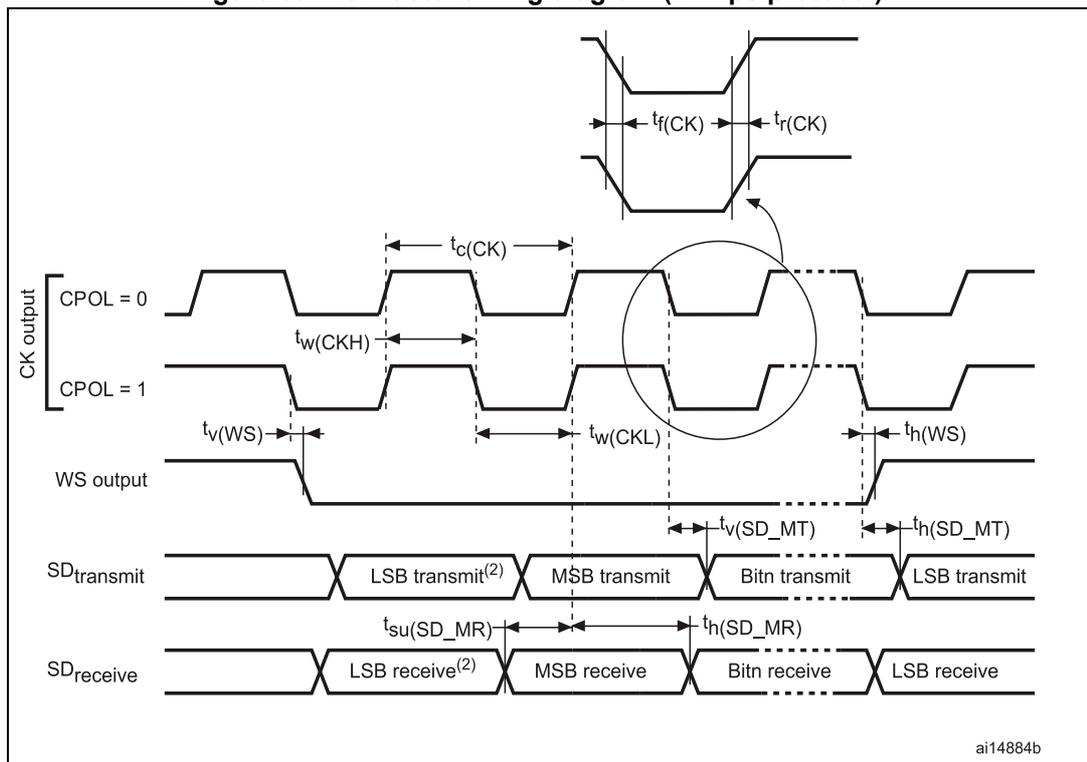 tf(CK)
tr(CK)
tc(CK)
CK output
CPOL = 0
tw(CKH)
CPOL = 1
tv(WS)
tw(CKL)
th(WS)
WS output
tv(SD_MT)
th(SD_MT)
SDtransmit
LSB transmit(2)
MSB transmit
Bitn transmit
LSB transmit
tsu(SD_MR)
th(SD_MR)
SDreceive
LSB receive(2)
MSB receive
Bitn receive
LSB receive
ai14884b